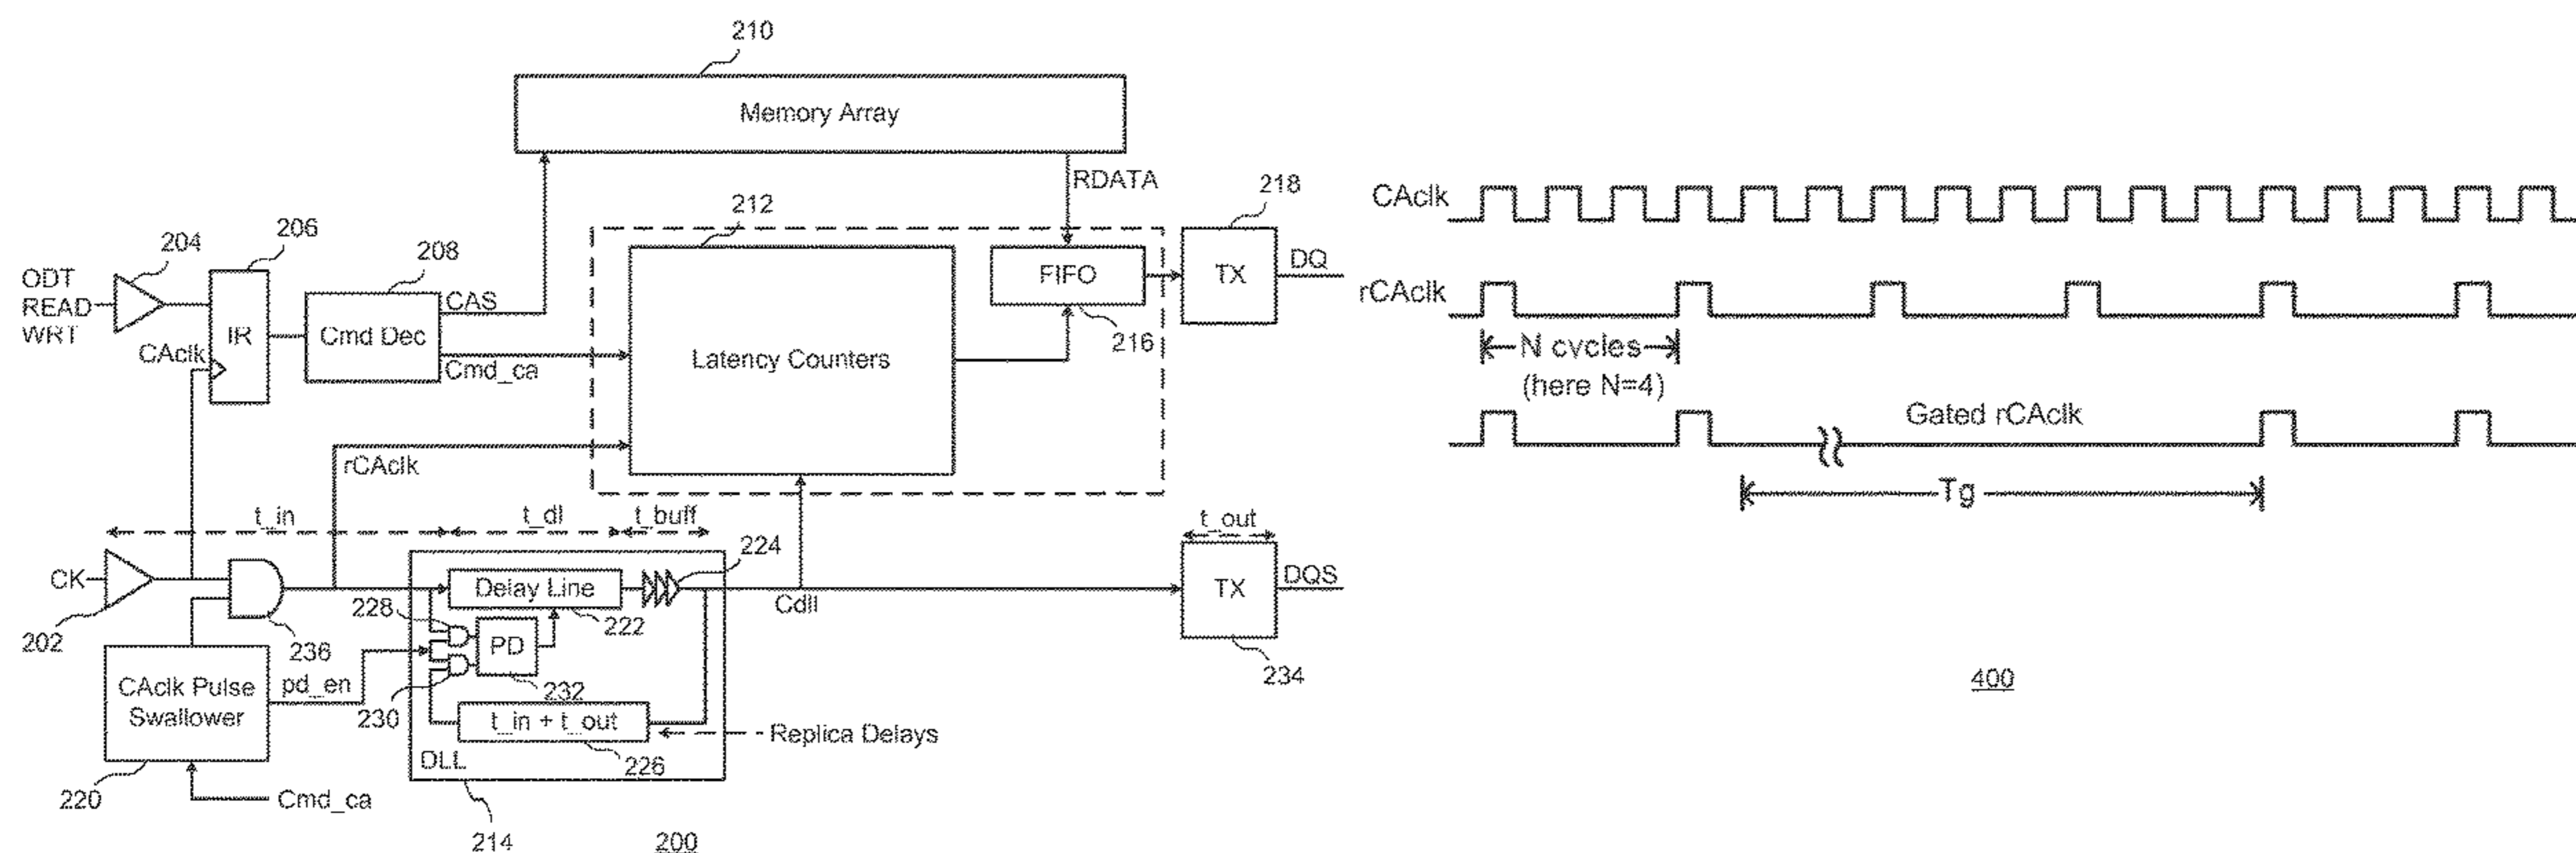 210
Memory Array
RDATA
218
212
206
204
208
ODT
READ
WRT
CAS
IR
Cmd Dec
CAclk
Cmd_ca
Latency Counters
FIFO
216
TX
DQ
rCAclk
t_in
t_dl
t_buff
224
t_out
CK
228
Delay Line
222
Cdll
TX
DQS
202
236
PD
232
234
CAclk Pulse
Swallower
pd_en
230
t_in + t_out
Replica Delays
DLL
226
220
Cmd_ca
214
200
CAclk
rCAclk
N cycles
(here N=4)
Gated rCAclk
Tg
400